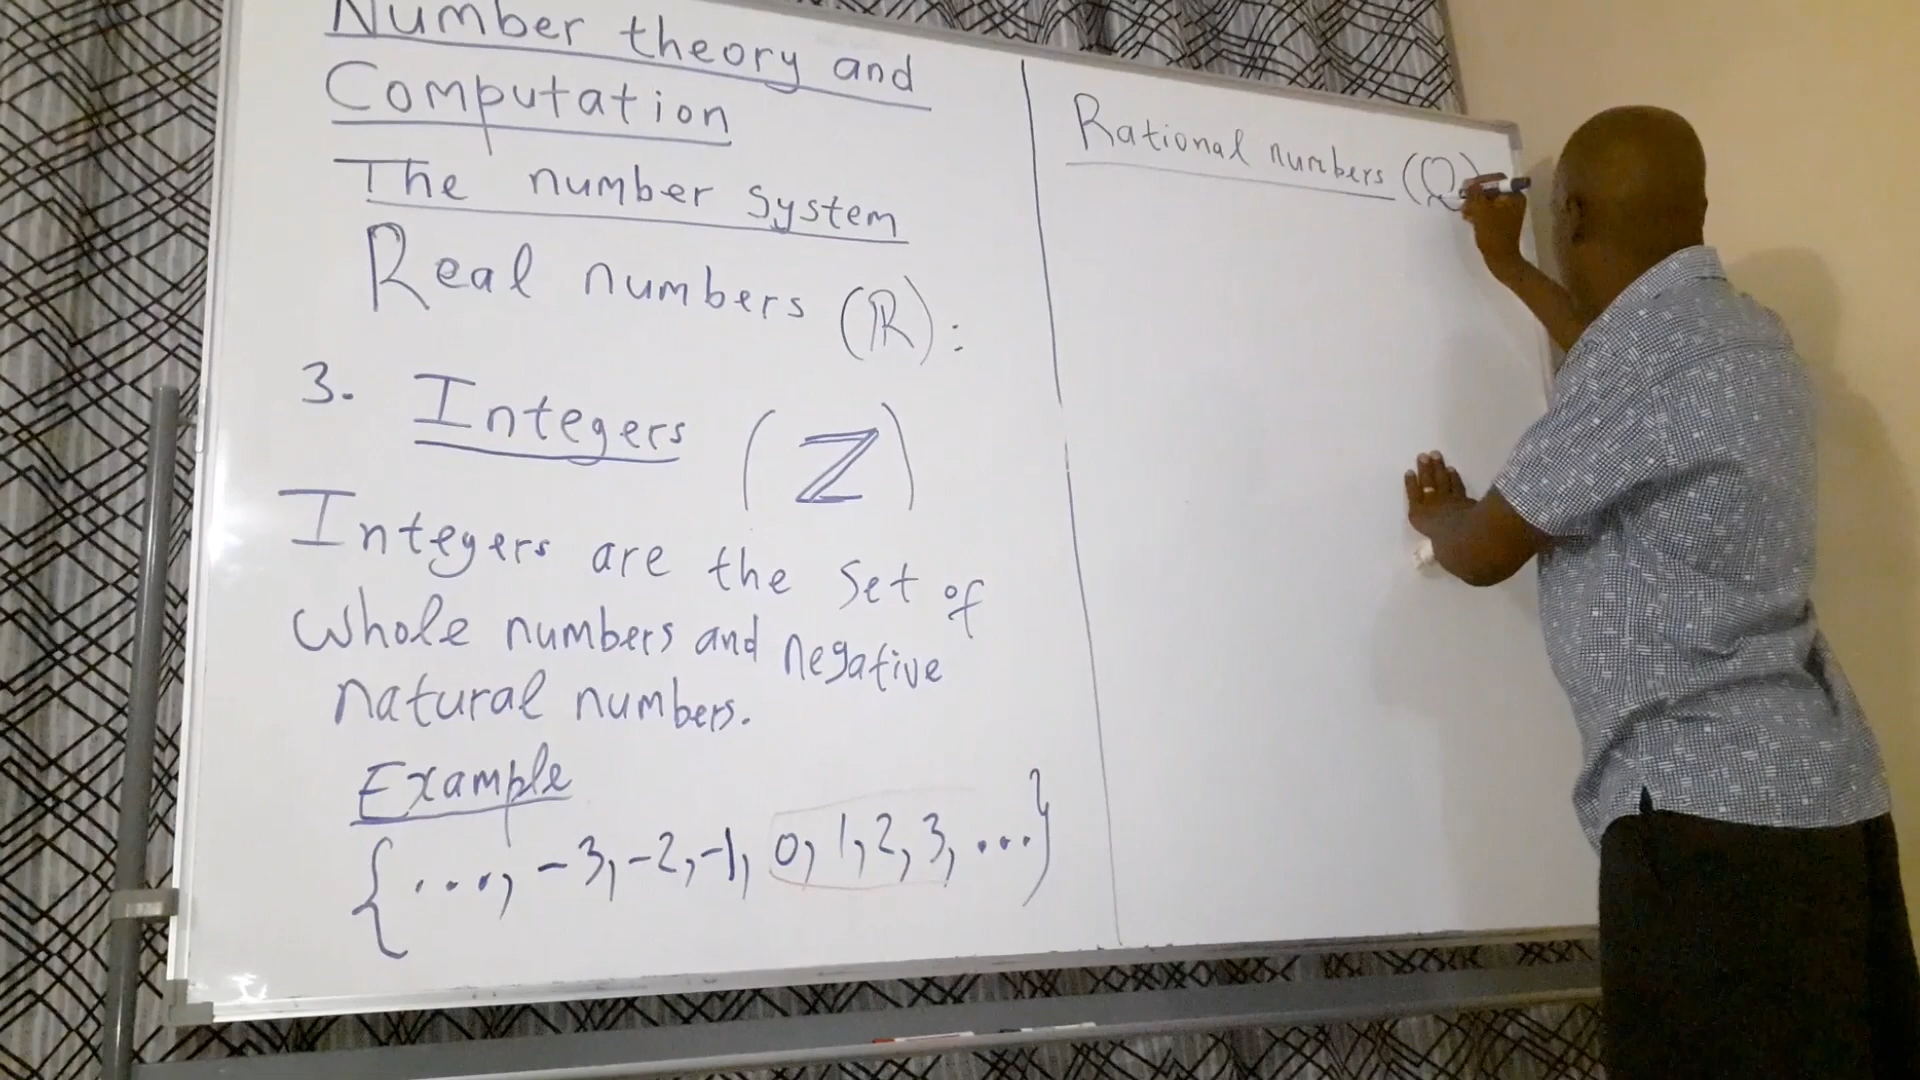 Number theory and
Computation
The number system
Real numbers (ℝ):
3. Integers (ℤ)
Integers are the set of
whole numbers and negative
natural numbers.
Example
{..., -3, -2, -1, 0, 1, 2, 3, ...}
Rational numbers (Q)